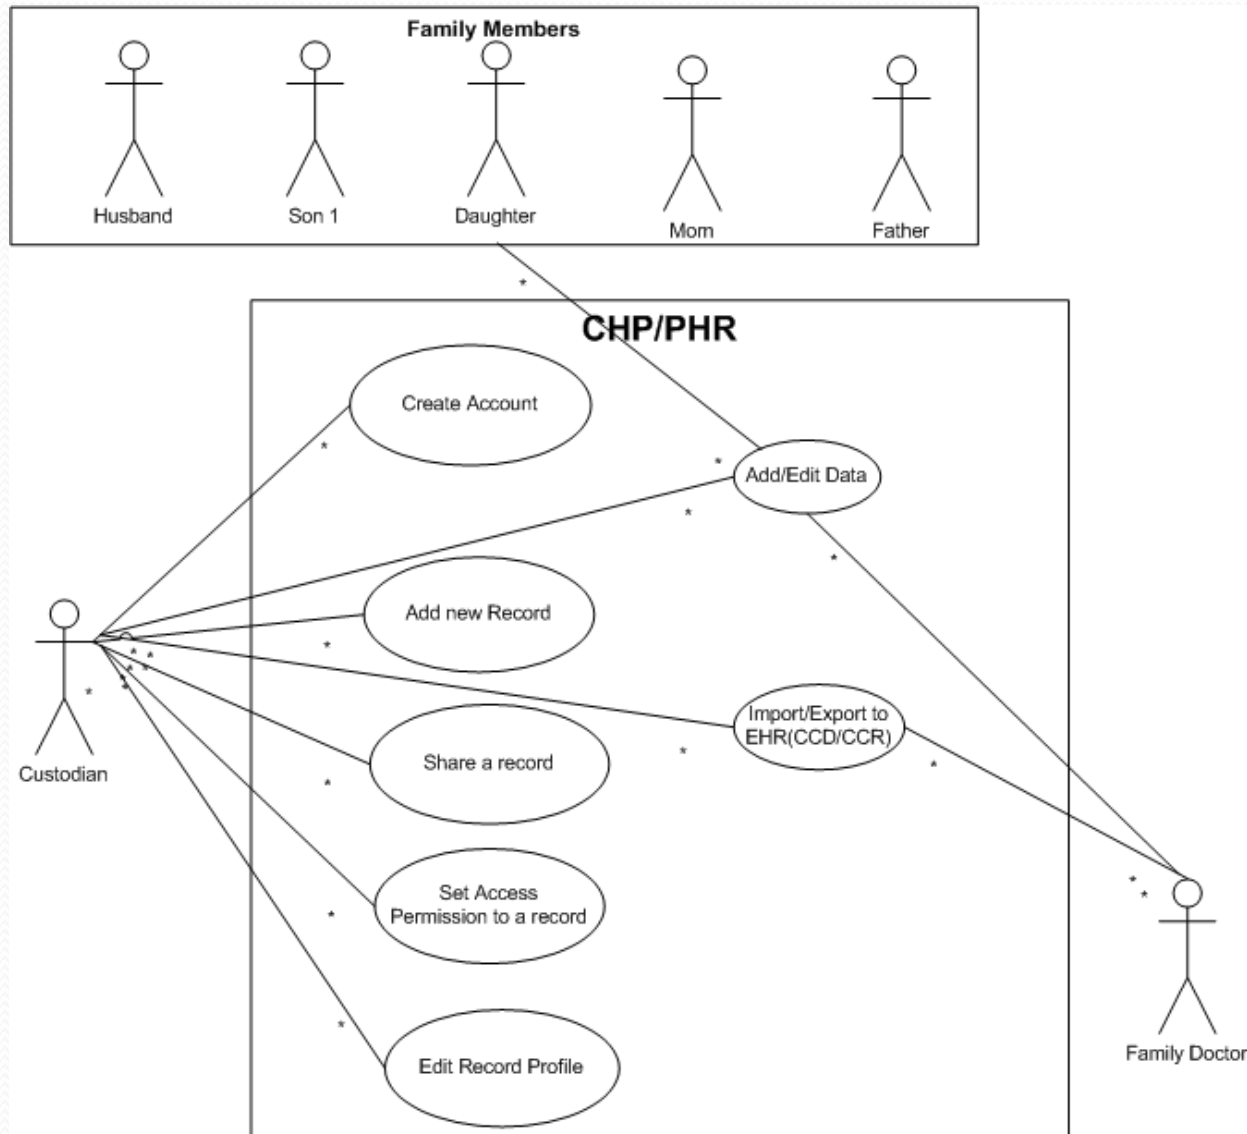 Family Members
Husband
Son 1
Daughter
Mom
Father
*
CHP/PHR
Create Account
*
*
Add/Edit Data
*
*
Add new Record
*
* *
* *
*
*
*
Import/Export to
EHR(CCD/CCR)
*
*
Share a record
*
Custodian
Set Access
Permission to a record
*
*
*
Edit Record Profile
*
Family Doctor